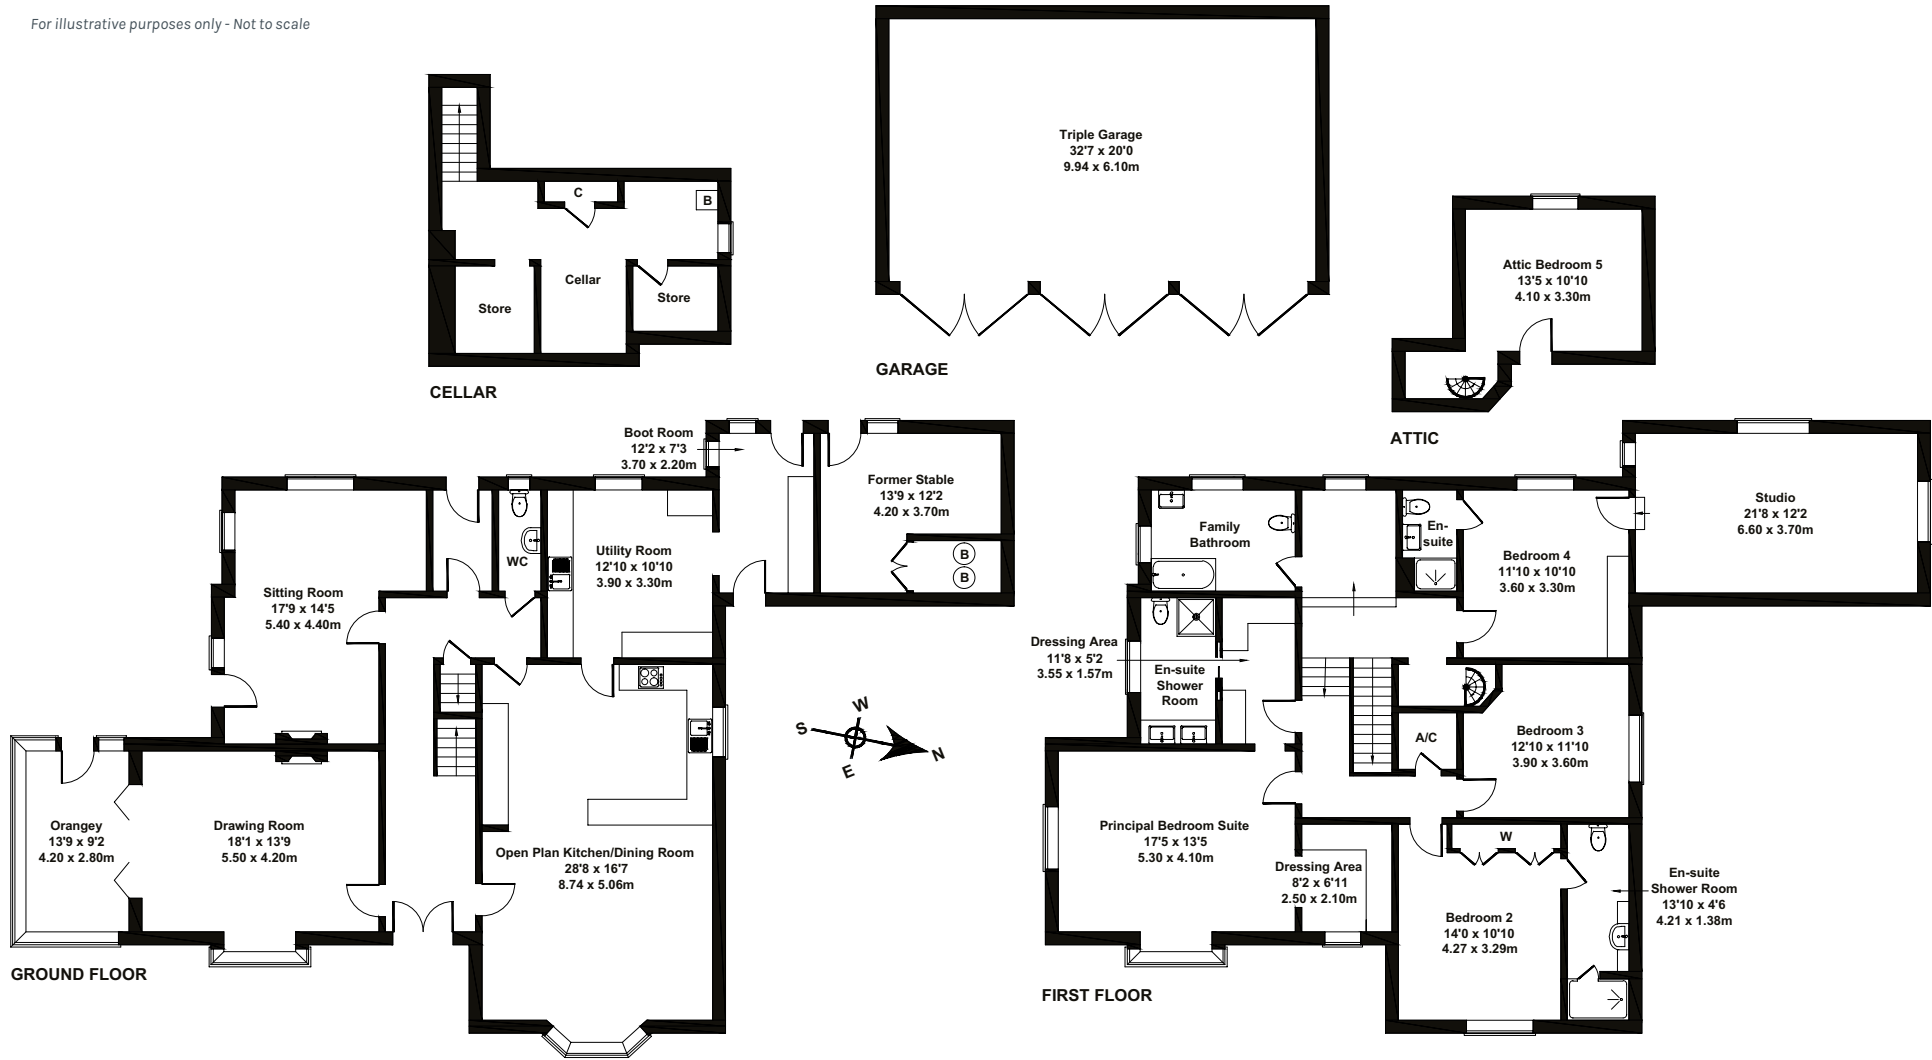 For illustrative purposes only - Not to scale
C
B
Cellar
Store
Store
CELLAR
Triple Garage
32'7 x 20'0
9.94 x 6.10m
GARAGE
Attic Bedroom 5
13'5 x 10'10
4.10 x 3.30m
ATTIC
Boot Room
12'2 x 7'3
3.70 x 2.20m
Former Stable
13'9 x 12'2
4.20 x 3.70m
B
B
WC
Utility Room
12'10 x 10'10
3.90 x 3.30m
Sitting Room
17'9 x 14'5
5.40 x 4.40m
Orangey
13'9 x 9'2
4.20 x 2.80m
Drawing Room
18'1 x 13'9
5.50 x 4.20m
Open Plan Kitchen/Dining Room
28'8 x 16'7
8.74 x 5.06m
GROUND FLOOR
W
S
N
E
Studio
21'8 x 12'2
6.60 x 3.70m
Family
Bathroom
En-
suite
Bedroom 4
11'10 x 10'10
3.60 x 3.30m
Dressing Area
11'8 x 5'2
3.55 x 1.57m
En-suite
Shower
Room
A/C
Bedroom 3
12'10 x 11'10
3.90 x 3.60m
Principal Bedroom Suite
17'5 x 13'5
5.30 x 4.10m
Dressing Area
8'2 x 6'11
2.50 x 2.10m
W
Bedroom 2
14'0 x 10'10
4.27 x 3.29m
En-suite
Shower Room
13'10 x 4'6
4.21 x 1.38m
FIRST FLOOR